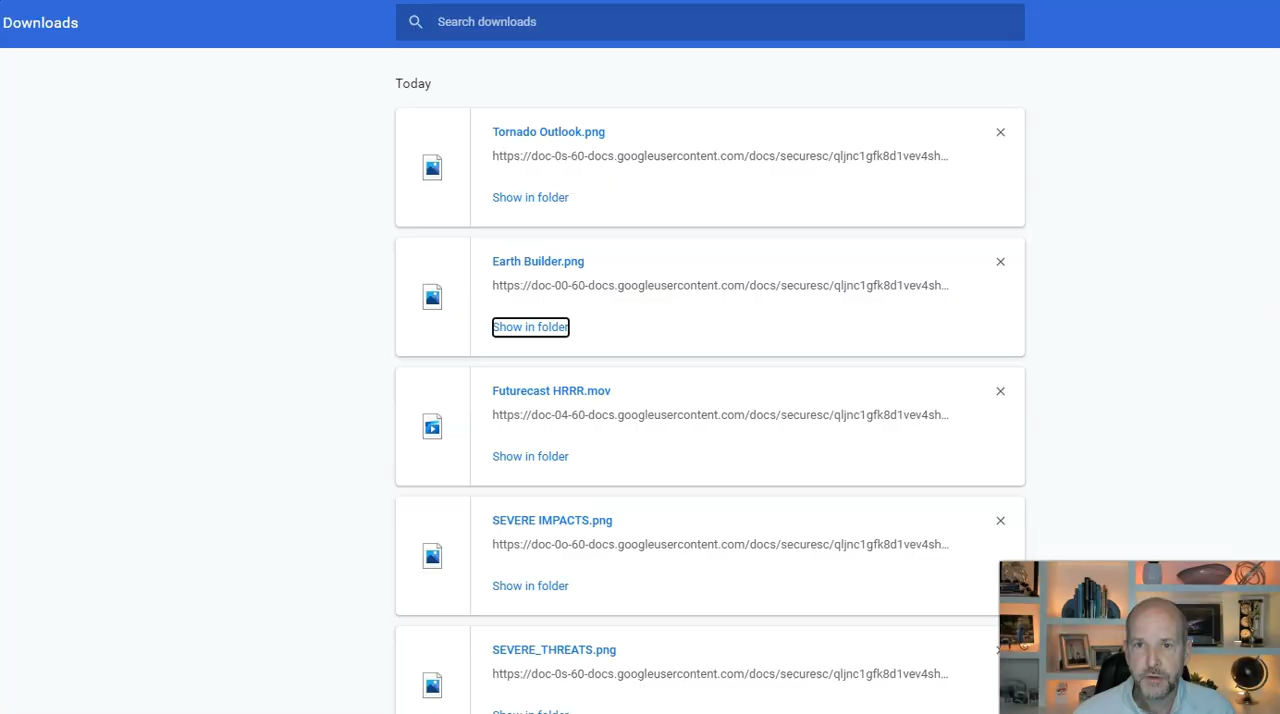 Downloads
Search downloads
Today
Tornado Outlook.png
https://doc-0s-60-docs.googleusercontent.com/docs/securesc/qljnc1gfk8d1vev4sh...
Show in folder
Earth Builder.png
https://doc-00-60-docs.googleusercontent.com/docs/securesc/qljnc1gfk8d1vev4sh...
Show in folder
Futurecast HRRR.mov
https://doc-04-60-docs.googleusercontent.com/docs/securesc/qljnc1gfk8d1vev4sh...
Show in folder
SEVERE IMPACTS.png
https://doc-0o-60-docs.googleusercontent.com/docs/securesc/qljnc1gfk8d1vev4sh...
Show in folder
SEVERE_THREATS.png
https://doc-0s-60-docs.googleusercontent.com/docs/securesc/qljnc1gfk8d1vev4sh...
Show in folder